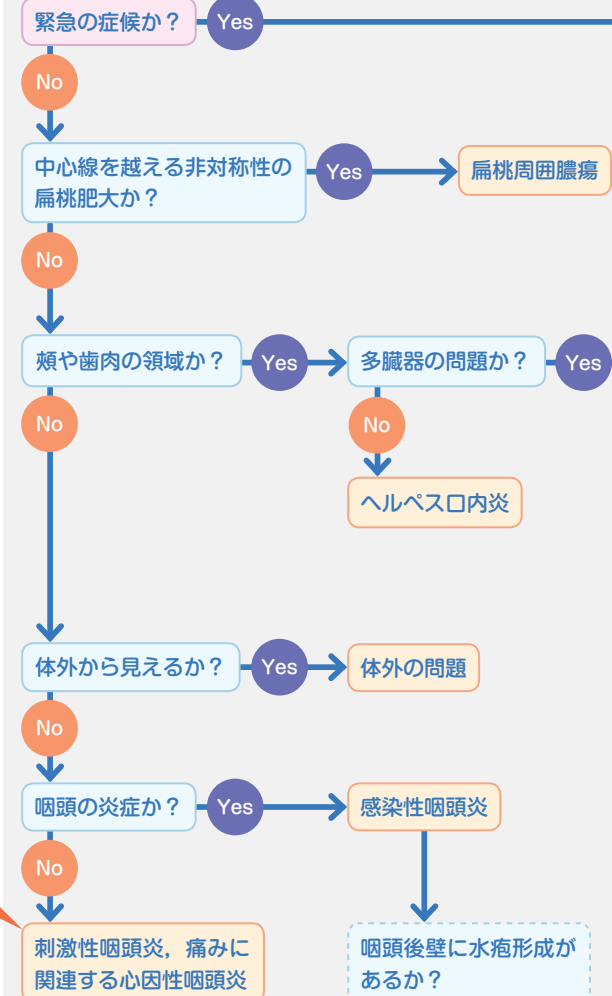 緊急の症候か？
Yes
No
中心線を越える非対称性の
扁桃肥大か？
Yes
扁桃周囲膿瘍
No
頰や歯肉の領域か？
Yes
多臓器の問題か？
Yes
No
No
ヘルペス口内炎
体外から見えるか？
Yes
体外の問題
No
咽頭の炎症か？
Yes
感染性咽頭炎
No
刺激性咽頭炎，痛みに
関連する心因性咽頭炎
咽頭後壁に水疱形成が
あるか？